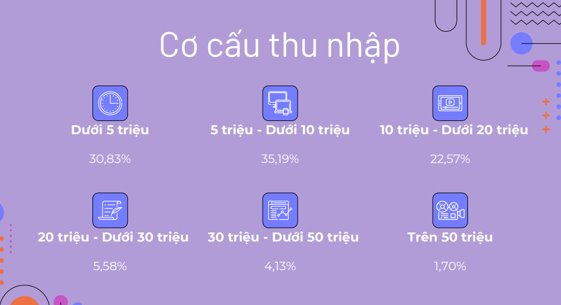 Cơ cấu thu nhập
Dưới 5 triệu
30,83%
5 triệu - Dưới 10 triệu
35,19%
10 triệu - Dưới 20 triệu
22,57%
20 triệu - Dưới 30 triệu
5,58%
30 triệu - Dưới 50 triệu
4,13%
Trên 50 triệu
1,70%